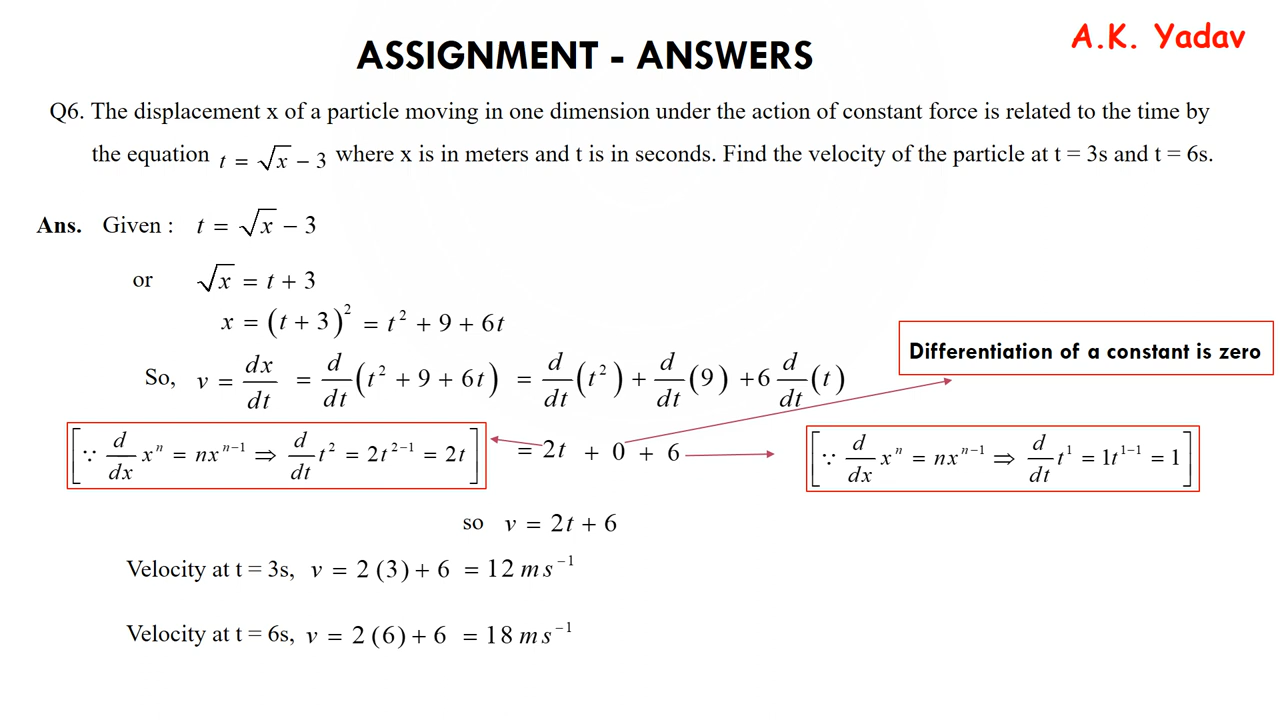 A.K. Yadav
ASSIGNMENT - ANSWERS
Q6. The displacement x of a particle moving in one dimension under the action of constant force is related to the time by
the equation t = √x − 3 where x is in meters and t is in seconds. Find the velocity of the particle at t = 3s and t = 6s.
Ans. Given : t = √x − 3
or √x = t + 3
x = (t + 3)² = t² + 9 + 6t
So, v = dx/dt = d/dt (t² + 9 + 6t) = d/dt (t²) + d/dt (9) + 6 d/dt (t)
Differentiation of a constant is zero
[∵ d/dx xⁿ = nxⁿ⁻¹ ⇒ d/dt t² = 2t²⁻¹ = 2t]
= 2t + 0 + 6
[∵ d/dx xⁿ = nxⁿ⁻¹ ⇒ d/dt t¹ = 1t¹⁻¹ = 1]
so v = 2t + 6
Velocity at t = 3s, v = 2 (3) + 6 = 12 m s⁻¹
Velocity at t = 6s, v = 2 (6) + 6 = 18 m s⁻¹